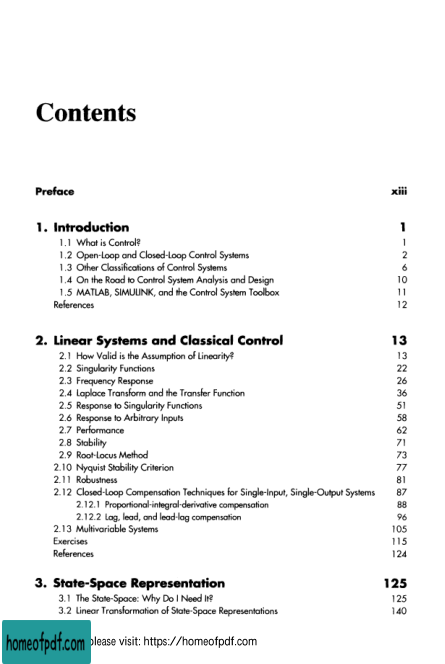 Contents
Preface xiii
1. Introduction 1
1.1 What is Control? 1
1.2 Open-Loop and Closed-Loop Control Systems 2
1.3 Other Classifications of Control Systems 6
1.4 On the Road to Control System Analysis and Design 10
1.5 MATLAB, SIMULINK, and the Control System Toolbox 11
References 12
2. Linear Systems and Classical Control 13
2.1 How Valid is the Assumption of Linearity? 13
2.2 Singularity Functions 22
2.3 Frequency Response 26
2.4 Laplace Transform and the Transfer Function 36
2.5 Response to Singularity Functions 51
2.6 Response to Arbitrary Inputs 58
2.7 Performance 62
2.8 Stability 71
2.9 Root-Locus Method 73
2.10 Nyquist Stability Criterion 77
2.11 Robustness 81
2.12 Closed-Loop Compensation Techniques for Single-Input, Single-Output Systems 87
2.12.1 Proportional-integral-derivative compensation 88
2.12.2 Lag, lead, and lead-lag compensation 96
2.13 Multivariable Systems 105
Exercises 115
References 124
3. State-Space Representation 125
3.1 The State-Space: Why Do I Need It? 125
3.2 Linear Transformation of State-Space Representations 140
homeofpdf.com please visit: https://homeofpdf.com